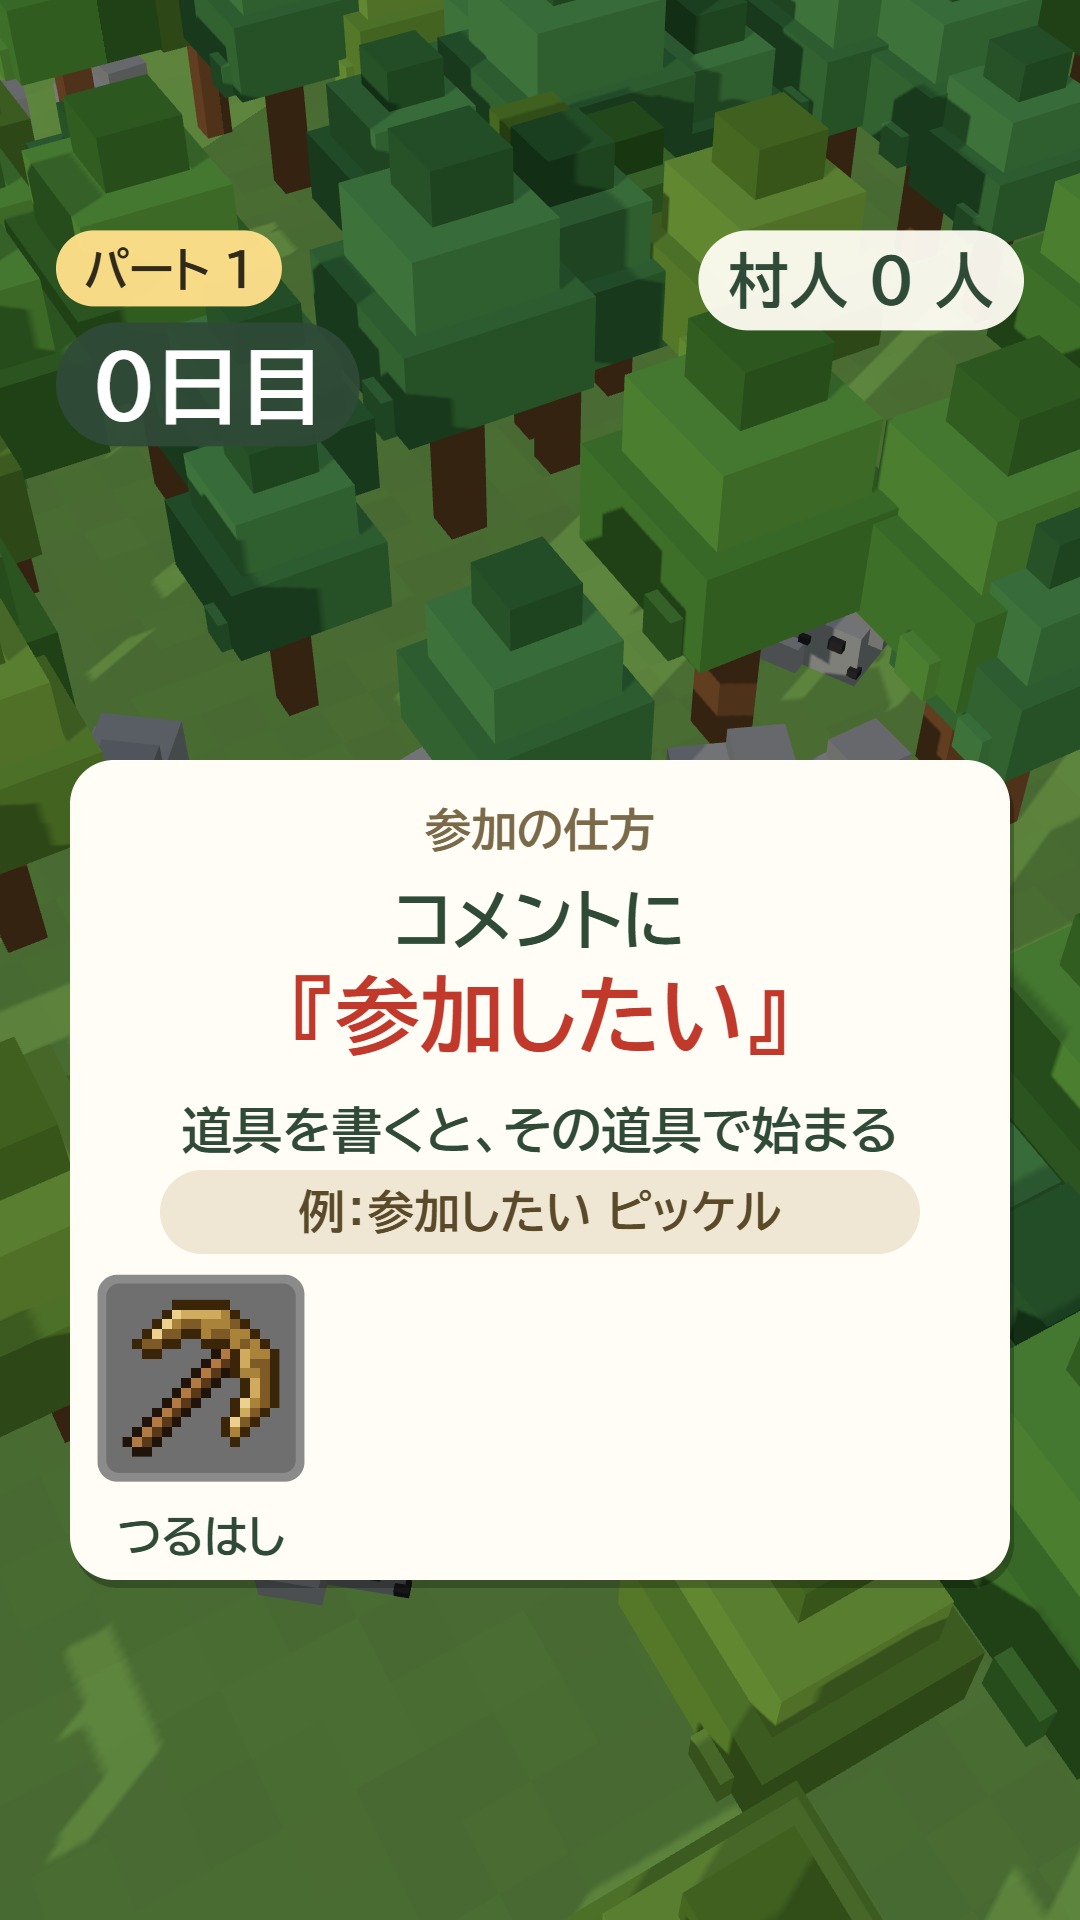 パート 1
0日目
村人 0 人
参加の仕方
コメントに
『参加したい』
道具を書くと、その道具で始まる
例：参加したい ピッケル
つるはし